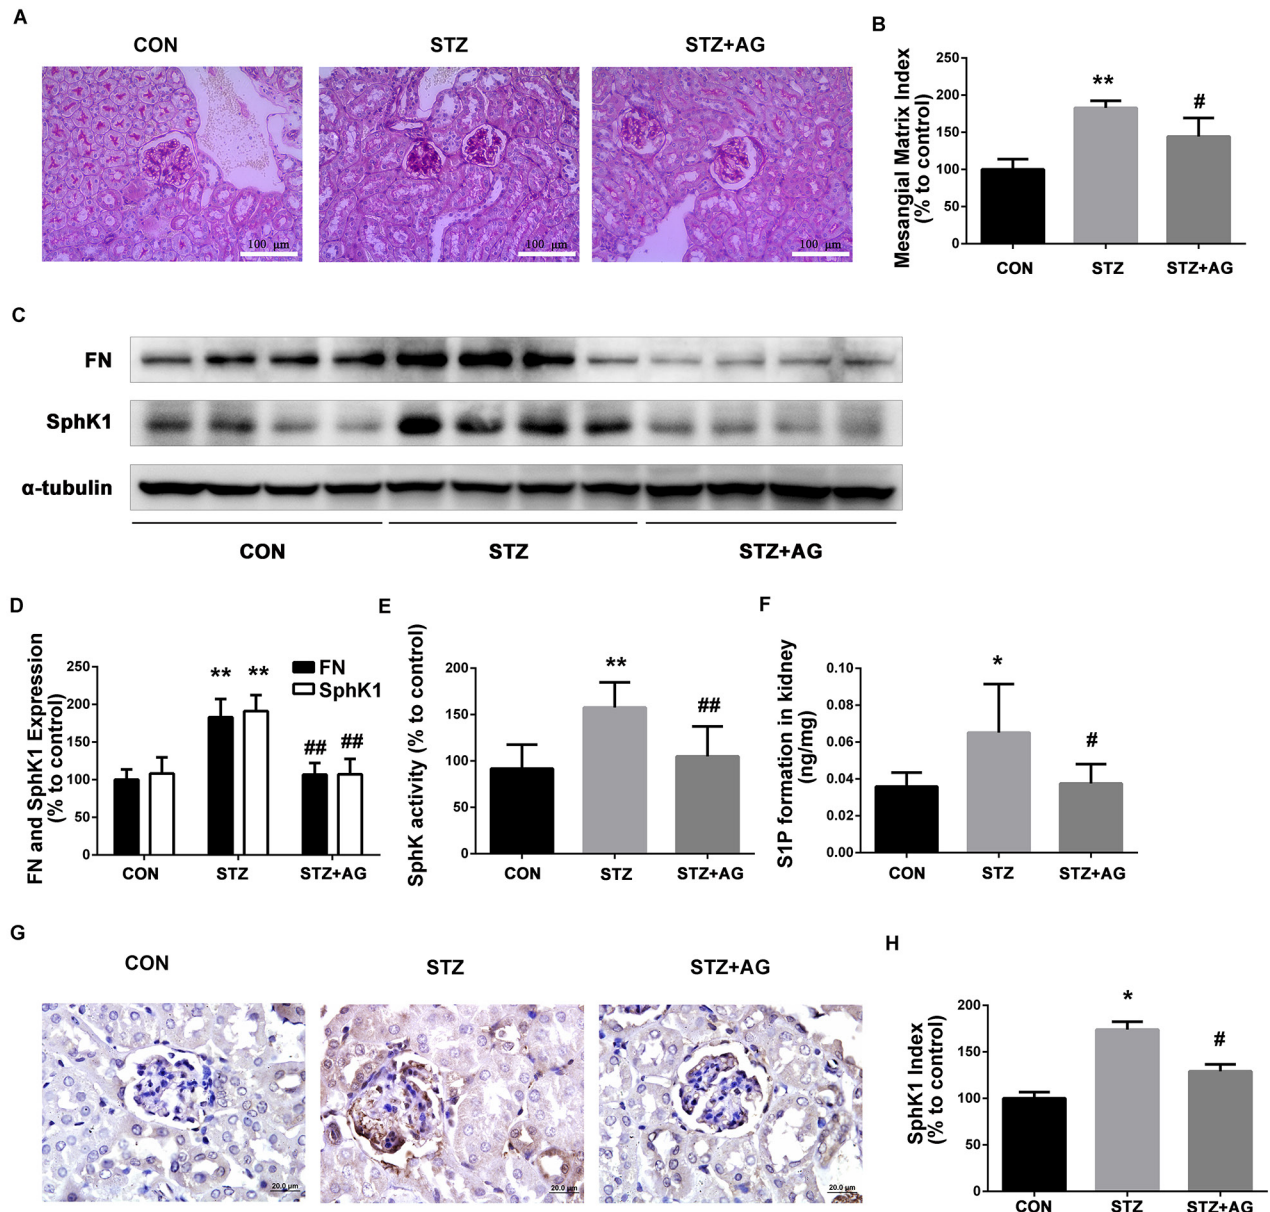 A
CON
STZ
STZ+AG
100 μm
100 μm
100 μm
B
Mesangial Matrix Index
(% to control)
250
200
150
100
50
0
**
#
CON
STZ
STZ+AG
C
FN
SphK1
α-tubulin
CON
STZ
STZ+AG
D
FN and SphK1 Expression
(% to control)
250
200
150
100
50
0
**
**
##
##
FN
SphK1
CON
STZ
STZ+AG
E
SphK activity (% to control)
200
150
100
50
0
**
##
CON
STZ
STZ+AG
F
S1P formation in kidney
(ng/mg)
0.10
0.08
0.06
0.04
0.02
0.00
*
#
CON
STZ
STZ+AG
G
CON
STZ
STZ+AG
20.0 μm
20.0 μm
20.0 μm
H
SphK1 Index
(% to control)
200
150
100
50
0
*
#
CON
STZ
STZ+AG